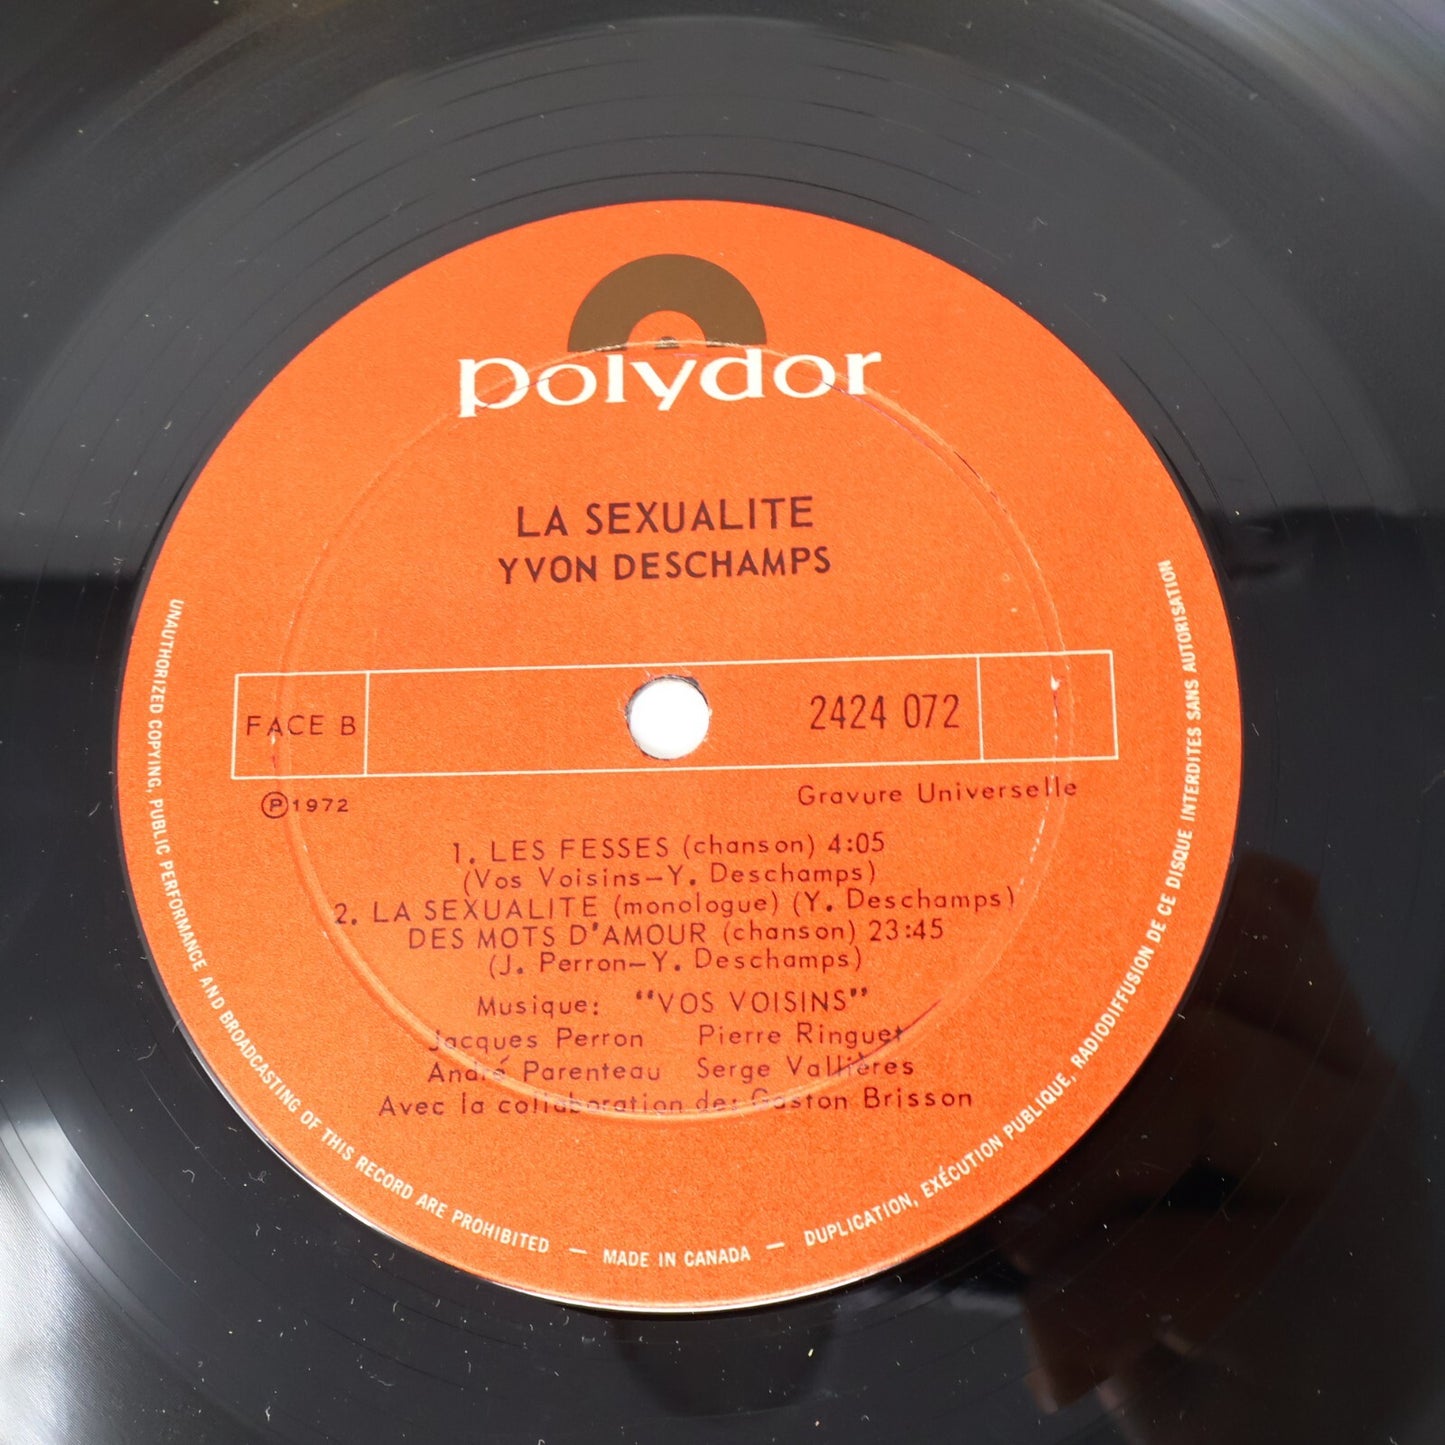 polydor
LA SEXUALITE
YVON DESCHAMPS
FACE B
2424 072
℗1972
Gravure Universelle
1. LES FESSES (chanson) 4:05
(Vos Voisins—Y. Deschamps)
2. LA SEXUALITE (monologue) (Y. Deschamps)
DES MOTS D'AMOUR (chanson) 23:45
(J. Perron—Y. Deschamps)
Musique: "VOS VOISINS"
Jacques Perron Pierre Ringuet
André Parenteau Serge Vallières
Avec la collaboration de: Gaston Brisson
UNAUTHORIZED COPYING, PUBLIC PERFORMANCE AND BROADCASTING OF THIS RECORD ARE PROHIBITED — MADE IN CANADA — DUPLICATION, EXÉCUTION PUBLIQUE, RADIODIFFUSION DE CE DISQUE INTERDITES SANS AUTORISATION